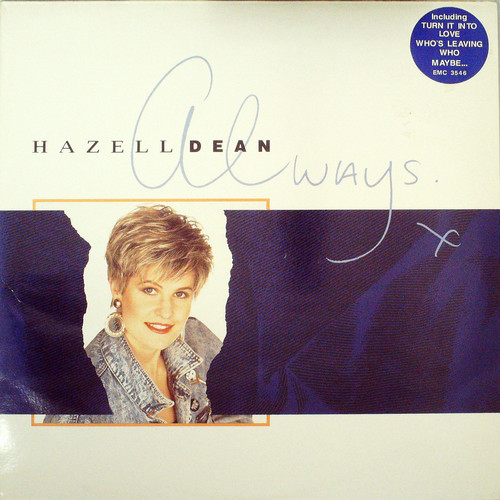 Including
TURN IT INTO
LOVE
WHO'S LEAVING
WHO
MAYBE...
EMC 3546
HAZELL DEAN
Always.
x